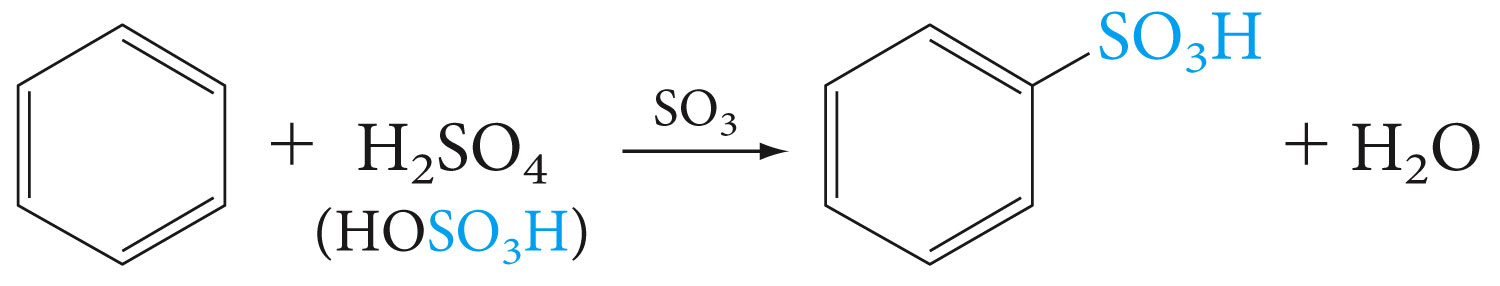 SO₃H
SO₃
+ H₂SO₄ + H₂O
(HOSO₃H)